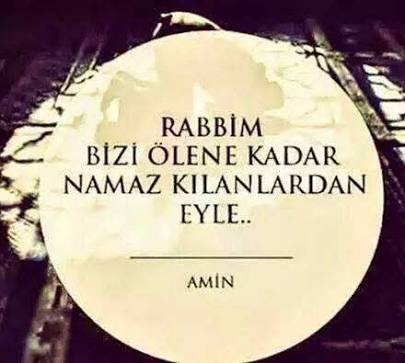 RABBİM
BİZİ ÖLENE KADAR
NAMAZ KILANLARDAN
EYLE..
AMİN